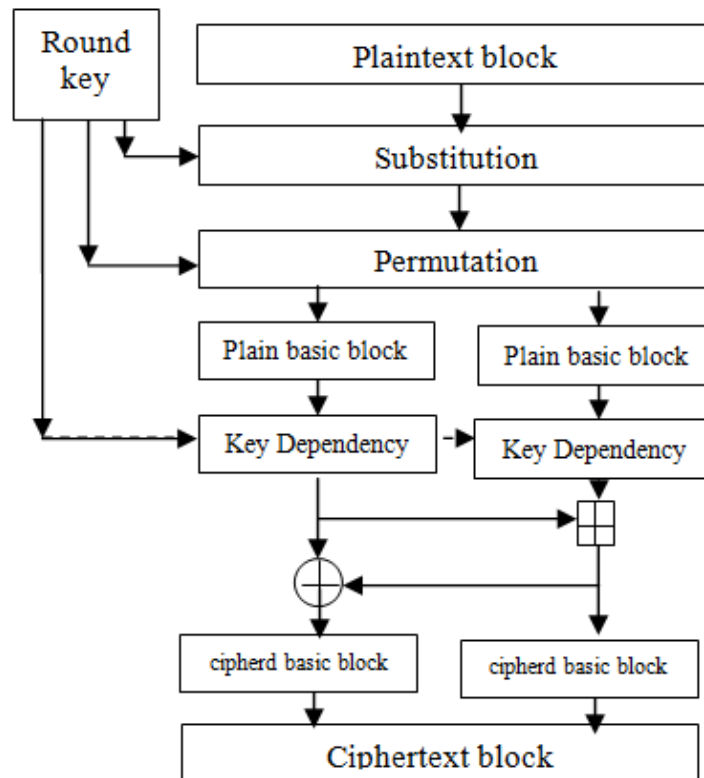 Round
key
Plaintext block
Substitution
Permutation
Plain basic block
Plain basic block
Key Dependency
Key Dependency
cipherd basic block
cipherd basic block
Ciphertext block